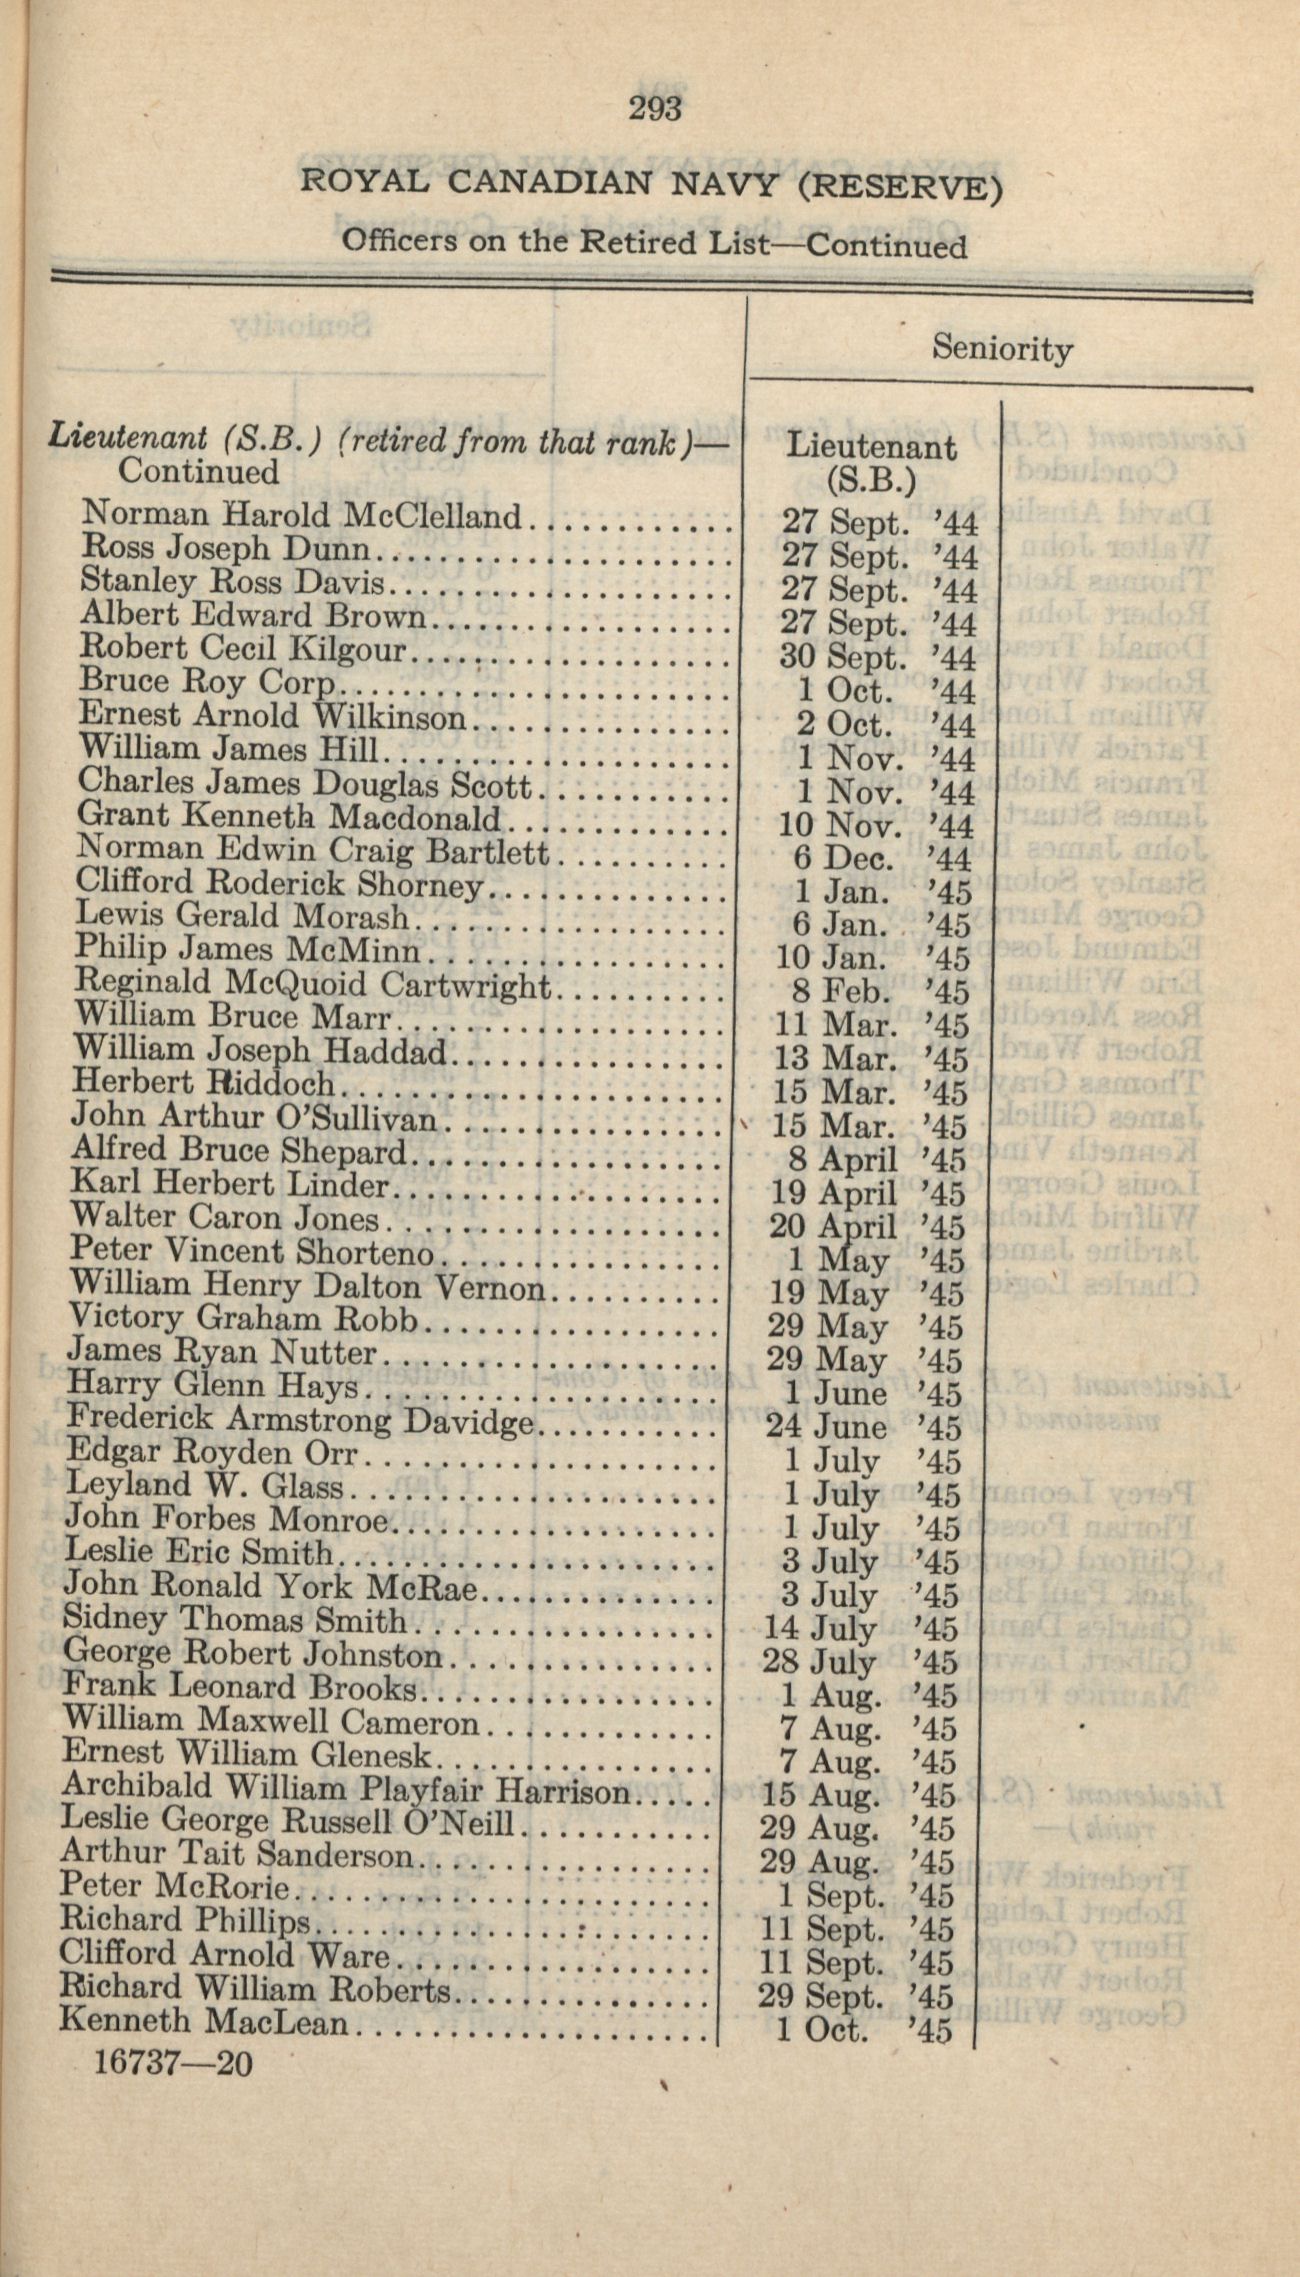 293
ROYAL CANADIAN NAVY (RESERVE)
Officers on the Retired List—Continued
Seniority
Lieutenant (S.B.) (retired from that rank)—
Continued
Lieutenant
(S.B.)
Norman Harold McClelland............. 27 Sept. '44
Ross Joseph Dunn...................... 27 Sept. '44
Stanley Ross Davis..................... 27 Sept. '44
Albert Edward Brown................... 27 Sept. '44
Robert Cecil Kilgour.................... 30 Sept. '44
Bruce Roy Corp........................ 1 Oct. '44
Ernest Arnold Wilkinson................ 2 Oct. '44
William James Hill...................... 1 Nov. '44
Charles James Douglas Scott............ 1 Nov. '44
Grant Kenneth Macdonald.............. 10 Nov. '44
Norman Edwin Craig Bartlett........... 6 Dec. '44
Clifford Roderick Shorney............... 1 Jan. '45
Lewis Gerald Morash.................... 6 Jan. '45
Philip James McMinn................... 10 Jan. '45
Reginald McQuoid Cartwright........... 8 Feb. '45
William Bruce Marr..................... 11 Mar. '45
William Joseph Haddad................. 13 Mar. '45
Herbert Riddoch........................ 15 Mar. '45
John Arthur O'Sullivan.................. 15 Mar. '45
Alfred Bruce Shepard.................... 8 April '45
Karl Herbert Linder..................... 19 April '45
Walter Caron Jones..................... 20 April '45
Peter Vincent Shorteno.................. 1 May '45
William Henry Dalton Vernon........... 19 May '45
Victory Graham Robb................... 29 May '45
James Ryan Nutter..................... 29 May '45
Harry Glenn Hays...................... 1 June '45
Frederick Armstrong Davidge............ 24 June '45
Edgar Royden Orr...................... 1 July '45
Leyland W. Glass....................... 1 July '45
John Forbes Monroe..................... 1 July '45
Leslie Eric Smith........................ 3 July '45
John Ronald York McRae............... 3 July '45
Sidney Thomas Smith................... 14 July '45
George Robert Johnston................. 28 July '45
Frank Leonard Brooks................... 1 Aug. '45
William Maxwell Cameron.............. 7 Aug. '45
Ernest William Glenesk.................. 7 Aug. '45
Archibald William Playfair Harrison..... 15 Aug. '45
Leslie George Russell O'Neill............ 29 Aug. '45
Arthur Tait Sanderson................... 29 Aug. '45
Peter McRorie.......................... 1 Sept. '45
Richard Phillips......................... 11 Sept. '45
Clifford Arnold Ware.................... 11 Sept. '45
Richard William Roberts................ 29 Sept. '45
Kenneth MacLean...................... 1 Oct. '45
16737—20